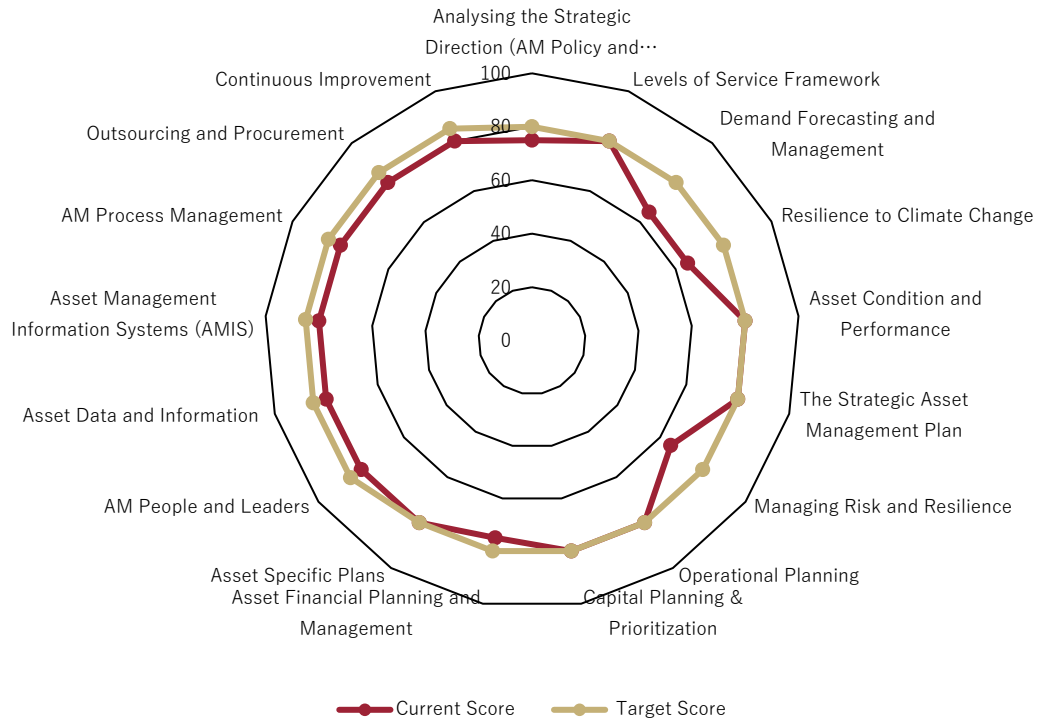 Analysing the Strategic
Direction (AM Policy and…
Levels of Service Framework
Demand Forecasting and
Management
Resilience to Climate Change
Asset Condition and
Performance
The Strategic Asset
Management Plan
Managing Risk and Resilience
Operational Planning
Capital Planning &
Prioritization
Asset Financial Planning and
Management
Asset Specific Plans
AM People and Leaders
Asset Data and Information
Asset Management
Information Systems (AMIS)
AM Process Management
Outsourcing and Procurement
Continuous Improvement
100
80
60
40
20
0
Current Score
Target Score